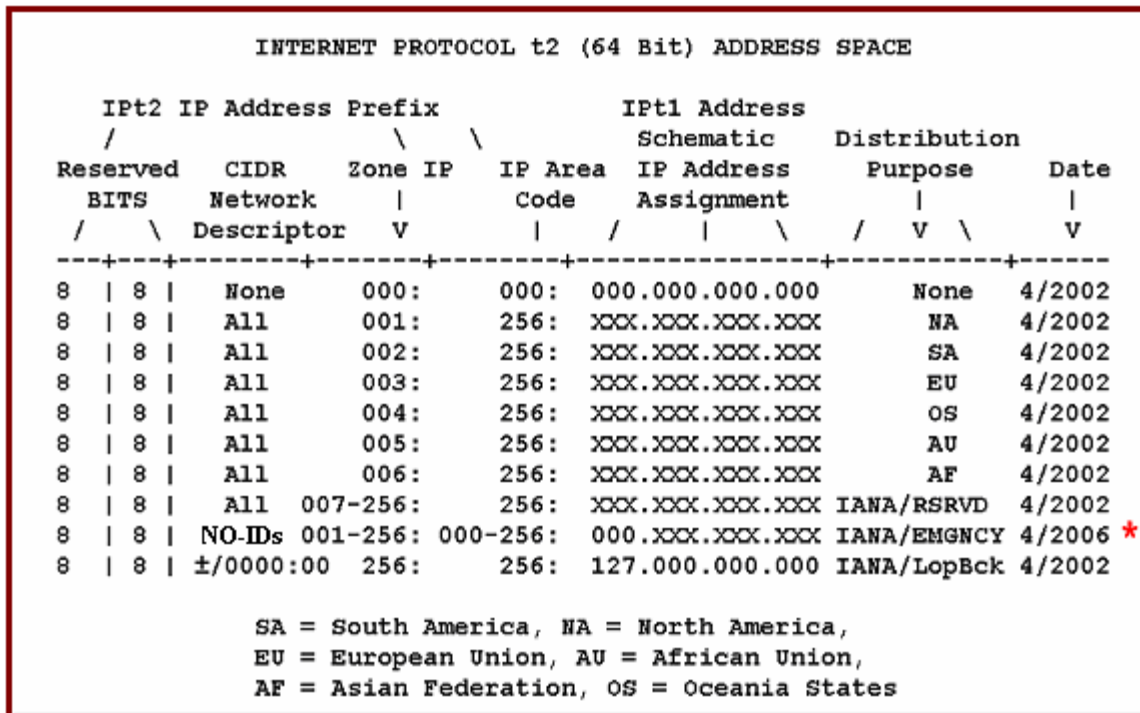 INTERNET PROTOCOL t2 (64 Bit) ADDRESS SPACE
IPt2 IP Address Prefix IPt1 Address
/ \ \ Schematic Distribution
Reserved CIDR Zone IP IP Area IP Address Purpose Date
BITS Network | Code Assignment | |
/ \ Descriptor V | / | \ / V \ V
---+---+--------+-------+--------+----------------+-----------+------
8 | 8 | None 000: 000: 000.000.000.000 None 4/2002
8 | 8 | All 001: 256: XXX.XXX.XXX.XXX NA 4/2002
8 | 8 | All 002: 256: XXX.XXX.XXX.XXX SA 4/2002
8 | 8 | All 003: 256: XXX.XXX.XXX.XXX EU 4/2002
8 | 8 | All 004: 256: XXX.XXX.XXX.XXX OS 4/2002
8 | 8 | All 005: 256: XXX.XXX.XXX.XXX AU 4/2002
8 | 8 | All 006: 256: XXX.XXX.XXX.XXX AF 4/2002
8 | 8 | All 007-256: 256: XXX.XXX.XXX.XXX IANA/RSRVD 4/2002
8 | 8 | NO-IDs 001-256: 000-256: 000.XXX.XXX.XXX IANA/EMGNCY 4/2006 *
8 | 8 | ±/0000:00 256: 256: 127.000.000.000 IANA/LopBck 4/2002
SA = South America, NA = North America,
EU = European Union, AU = African Union,
AF = Asian Federation, OS = Oceania States